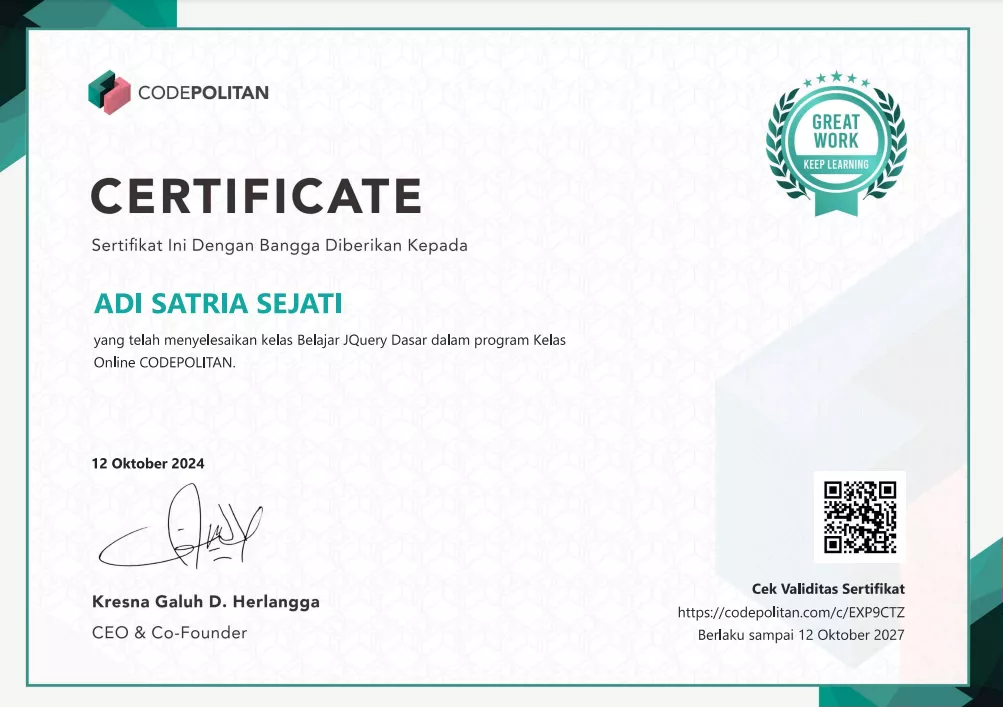 CODEPOLITAN
GREAT
WORK
KEEP LEARNING
CERTIFICATE
Sertifikat Ini Dengan Bangga Diberikan Kepada
ADI SATRIA SEJATI
yang telah menyelesaikan kelas Belajar JQuery Dasar dalam program Kelas
Online CODEPOLITAN.
12 Oktober 2024
Kresna Galuh D. Herlangga
CEO & Co-Founder
Cek Validitas Sertifikat
https://codepolitan.com/c/EXP9CTZ
Berlaku sampai 12 Oktober 2027